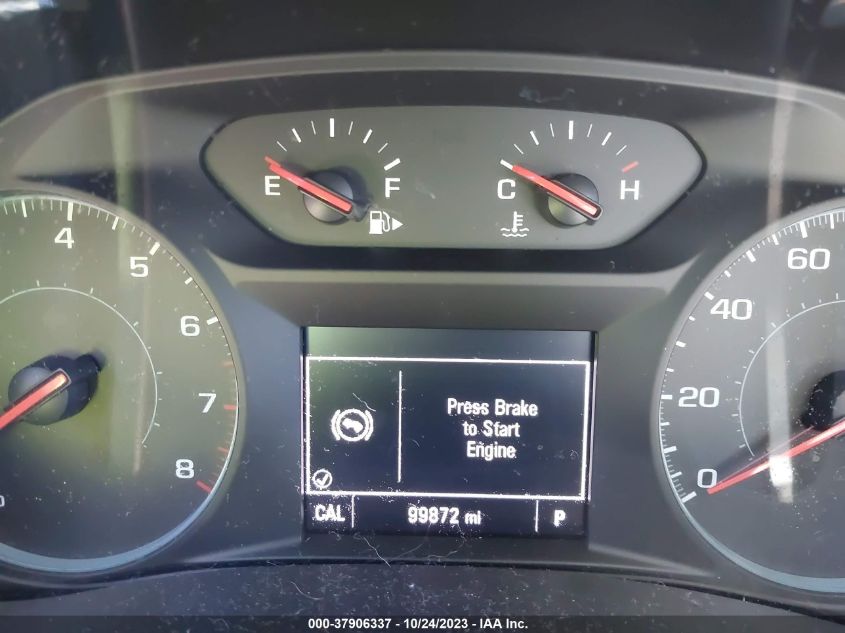 E F C H
4
5
6
7
8
60
40
20
0
Press Brake
to Start
Engine
CAL 99872 mi P
000-37906337 - 10/24/2023 - IAA Inc.